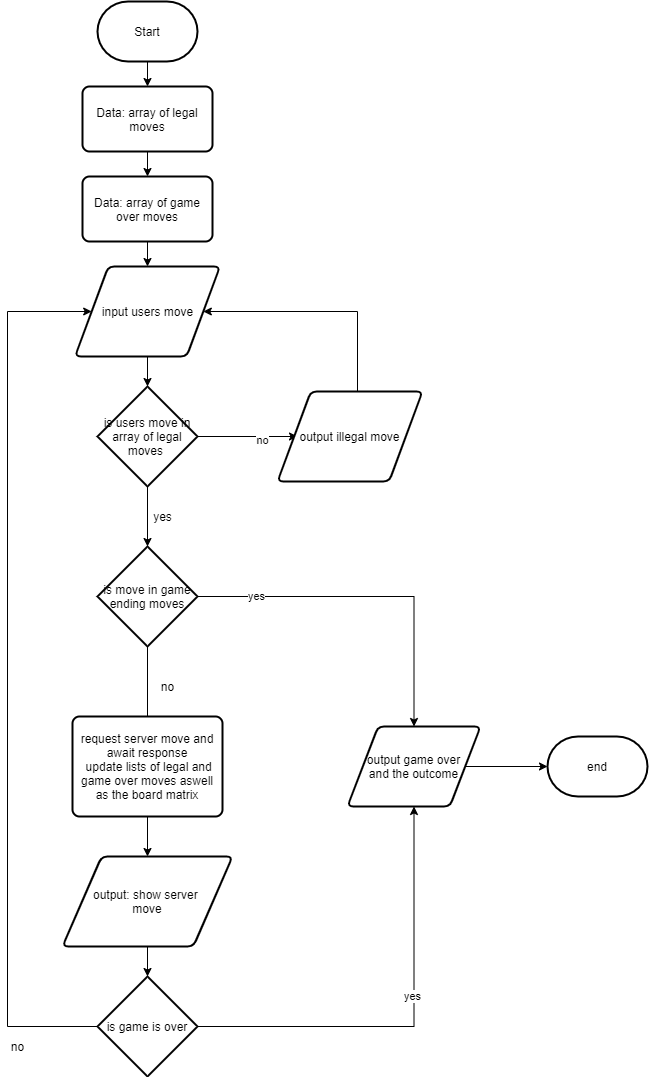 Start
Data: array of legal
moves
Data: array of game
over moves
input users move
is users move in
array of legal
moves
no
output illegal move
yes
is move in game
ending moves
yes
no
request server move and
await response
update lists of legal and
game over moves aswell
as the board matrix
output game over
and the outcome
end
output: show server
move
yes
is game is over
no